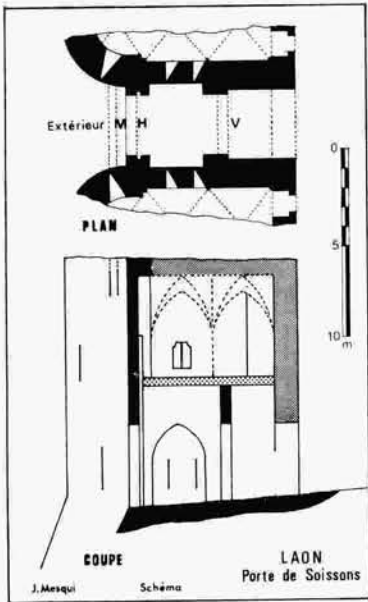 Extérieur M H V
PLAN
0
5
10
m
COUPE
LAON
Porte de Soissons
J. Mesqui
Schéma